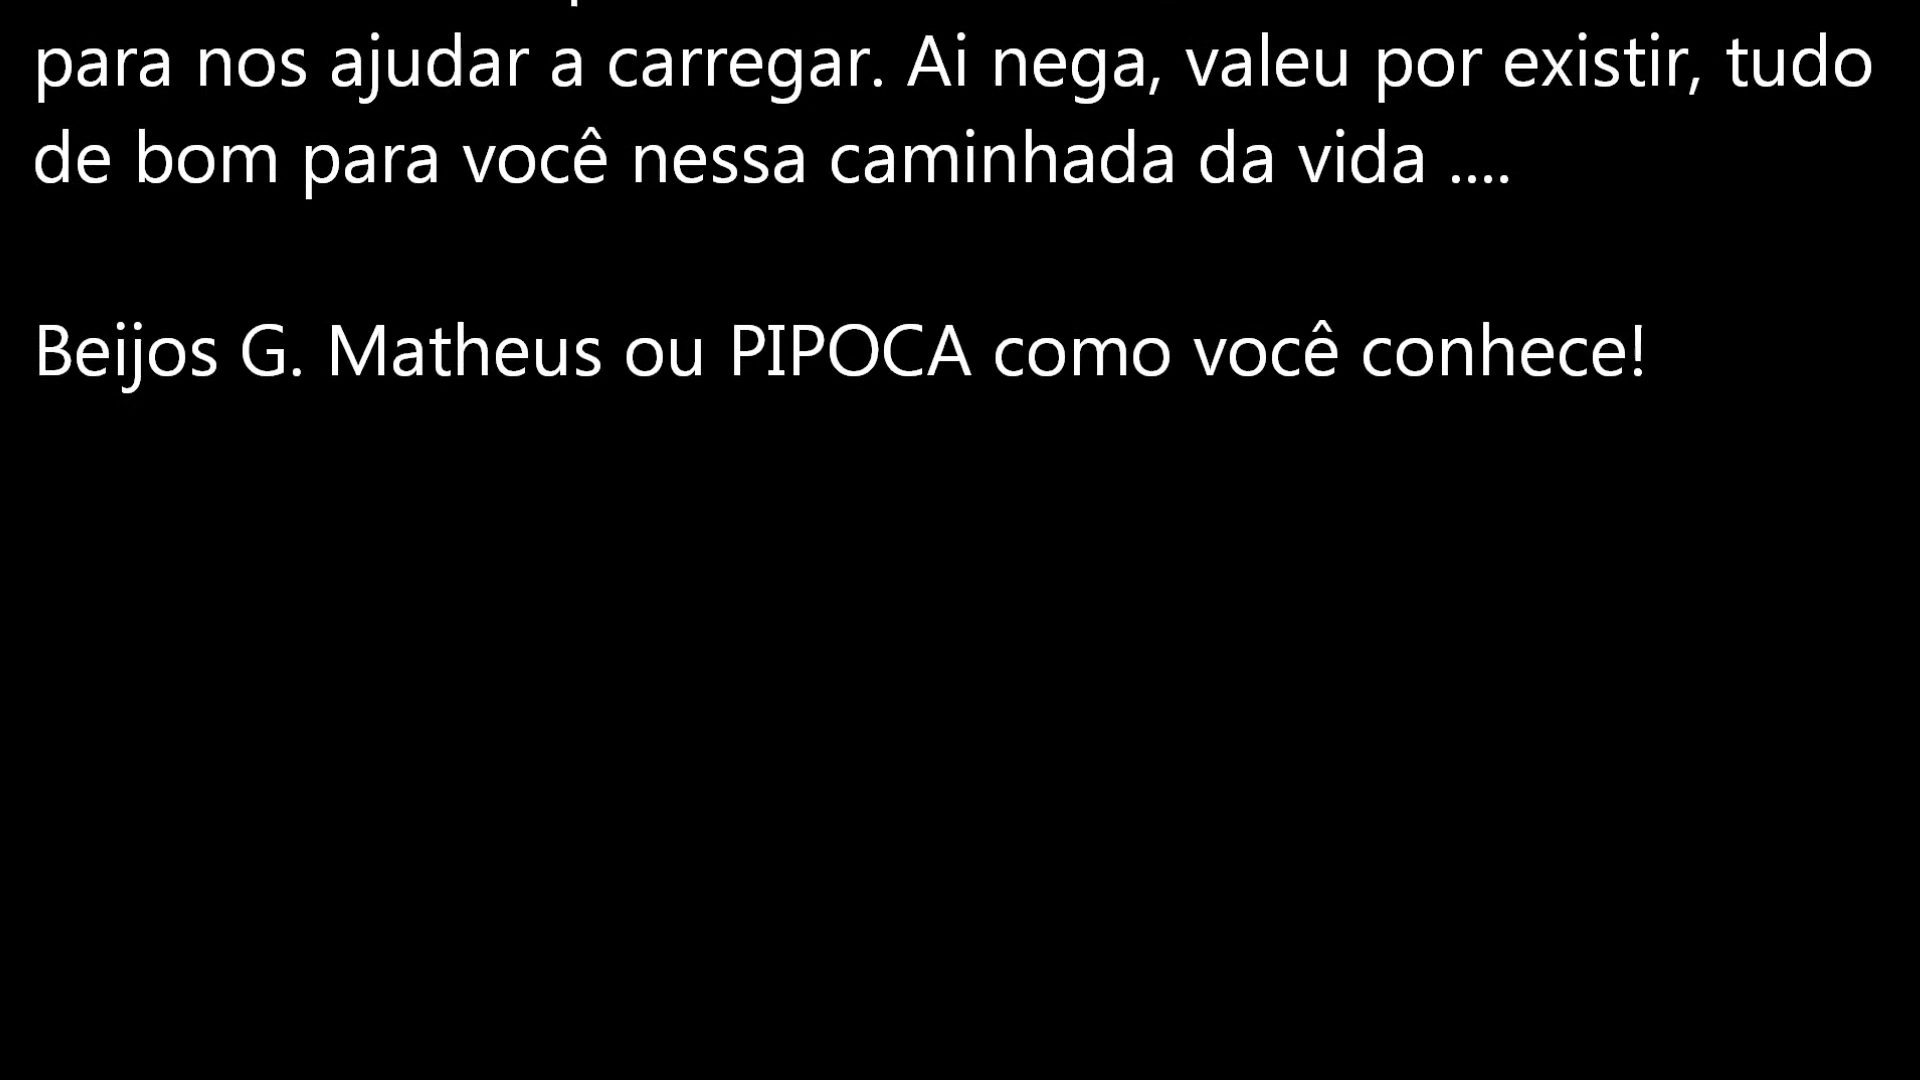 para nos ajudar a carregar. Ai nega, valeu por existir, tudo
de bom para você nessa caminhada da vida ....
Beijos G. Matheus ou PIPOCA como você conhece!